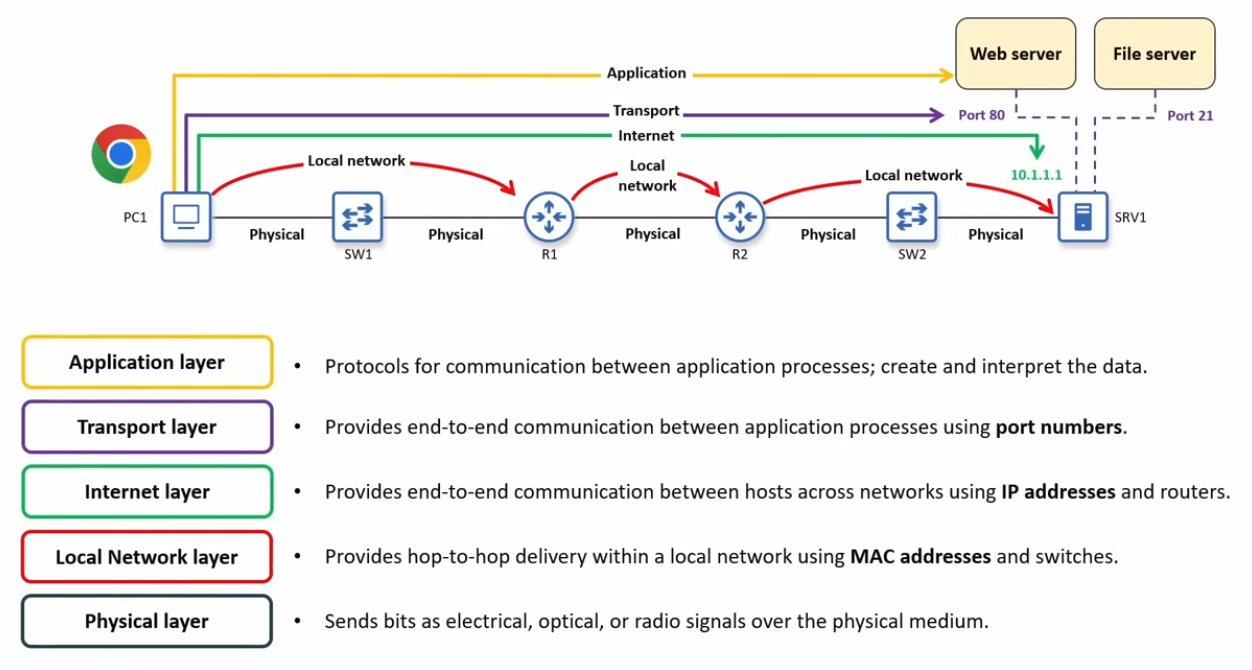 Web server
File server
Application
Transport
Port 80
Port 21
Internet
Local network
Local
network
Local network
10.1.1.1
PC1
SRV1
Physical
Physical
Physical
Physical
Physical
SW1
R1
R2
SW2
Application layer
• Protocols for communication between application processes; create and interpret the data.
Transport layer
• Provides end-to-end communication between application processes using port numbers.
Internet layer
• Provides end-to-end communication between hosts across networks using IP addresses and routers.
Local Network layer
• Provides hop-to-hop delivery within a local network using MAC addresses and switches.
Physical layer
• Sends bits as electrical, optical, or radio signals over the physical medium.